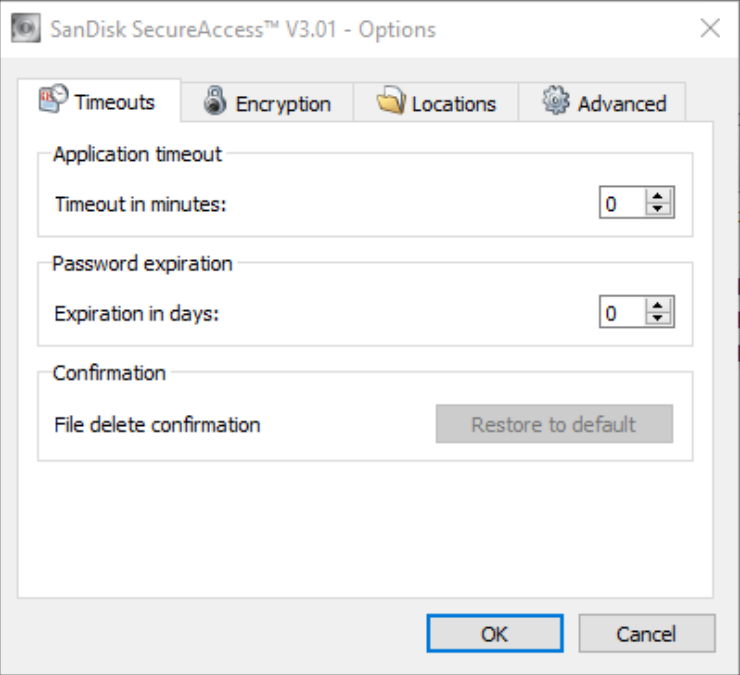 SanDisk SecureAccess™ V3.01 - Options
Timeouts Encryption Locations Advanced
Application timeout
Timeout in minutes: 0
Password expiration
Expiration in days: 0
Confirmation
File delete confirmation Restore to default
OK Cancel